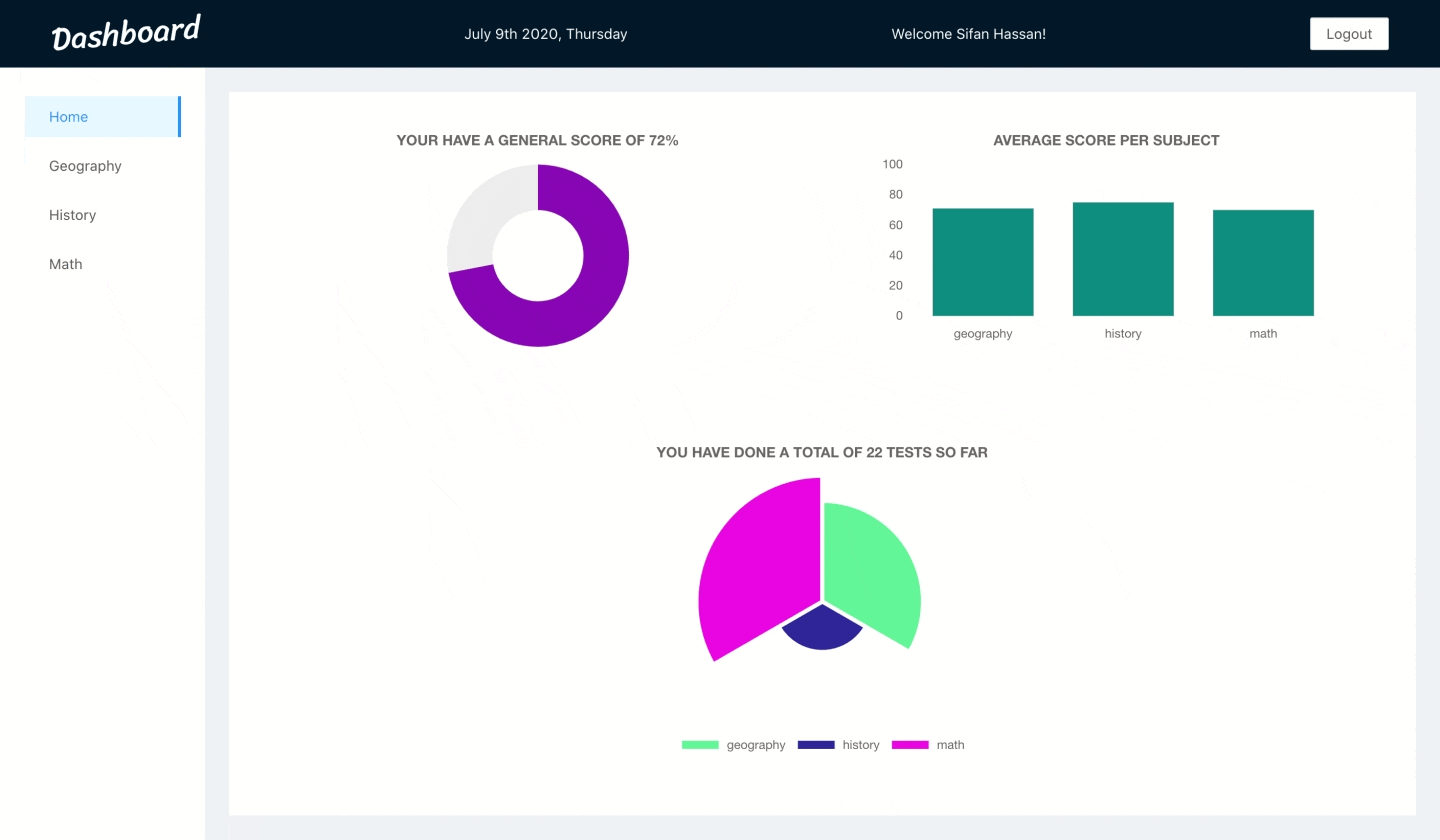 Dashboard
July 9th 2020, Thursday
Welcome Sifan Hassan!
Logout
Home
Geography
History
Math
YOUR HAVE A GENERAL SCORE OF 72%
AVERAGE SCORE PER SUBJECT
100
80
60
40
20
0
geography history math
YOU HAVE DONE A TOTAL OF 22 TESTS SO FAR
geography history math